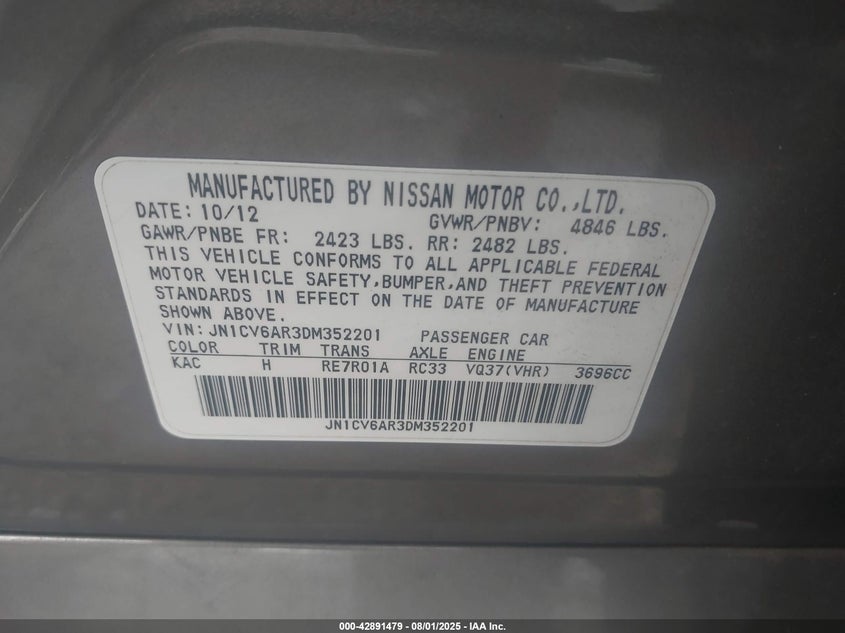 MANUFACTURED BY NISSAN MOTOR CO.,LTD.
DATE: 10/12 GVWR/PNBV: 4846 LBS.
GAWR/PNBE FR: 2423 LBS. RR: 2482 LBS.
THIS VEHICLE CONFORMS TO ALL APPLICABLE FEDERAL
MOTOR VEHICLE SAFETY,BUMPER,AND THEFT PREVENTION
STANDARDS IN EFFECT ON THE DATE OF MANUFACTURE
SHOWN ABOVE.
VIN: JN1CV6AR3DM352201 PASSENGER CAR
COLOR TRIM TRANS AXLE ENGINE
KAC H RE7R01A RC33 VQ37(VHR) 3696CC
JN1CV6AR3DM352201
000-42891479 - 08/01/2025 - IAA Inc.